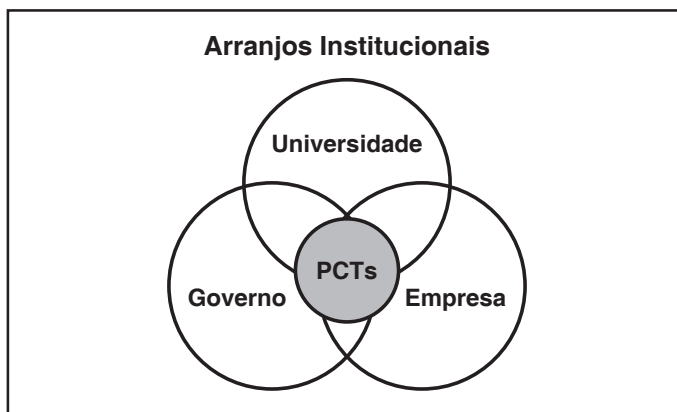 Arranjos Institucionais
Universidade
PCTs
Governo
Empresa